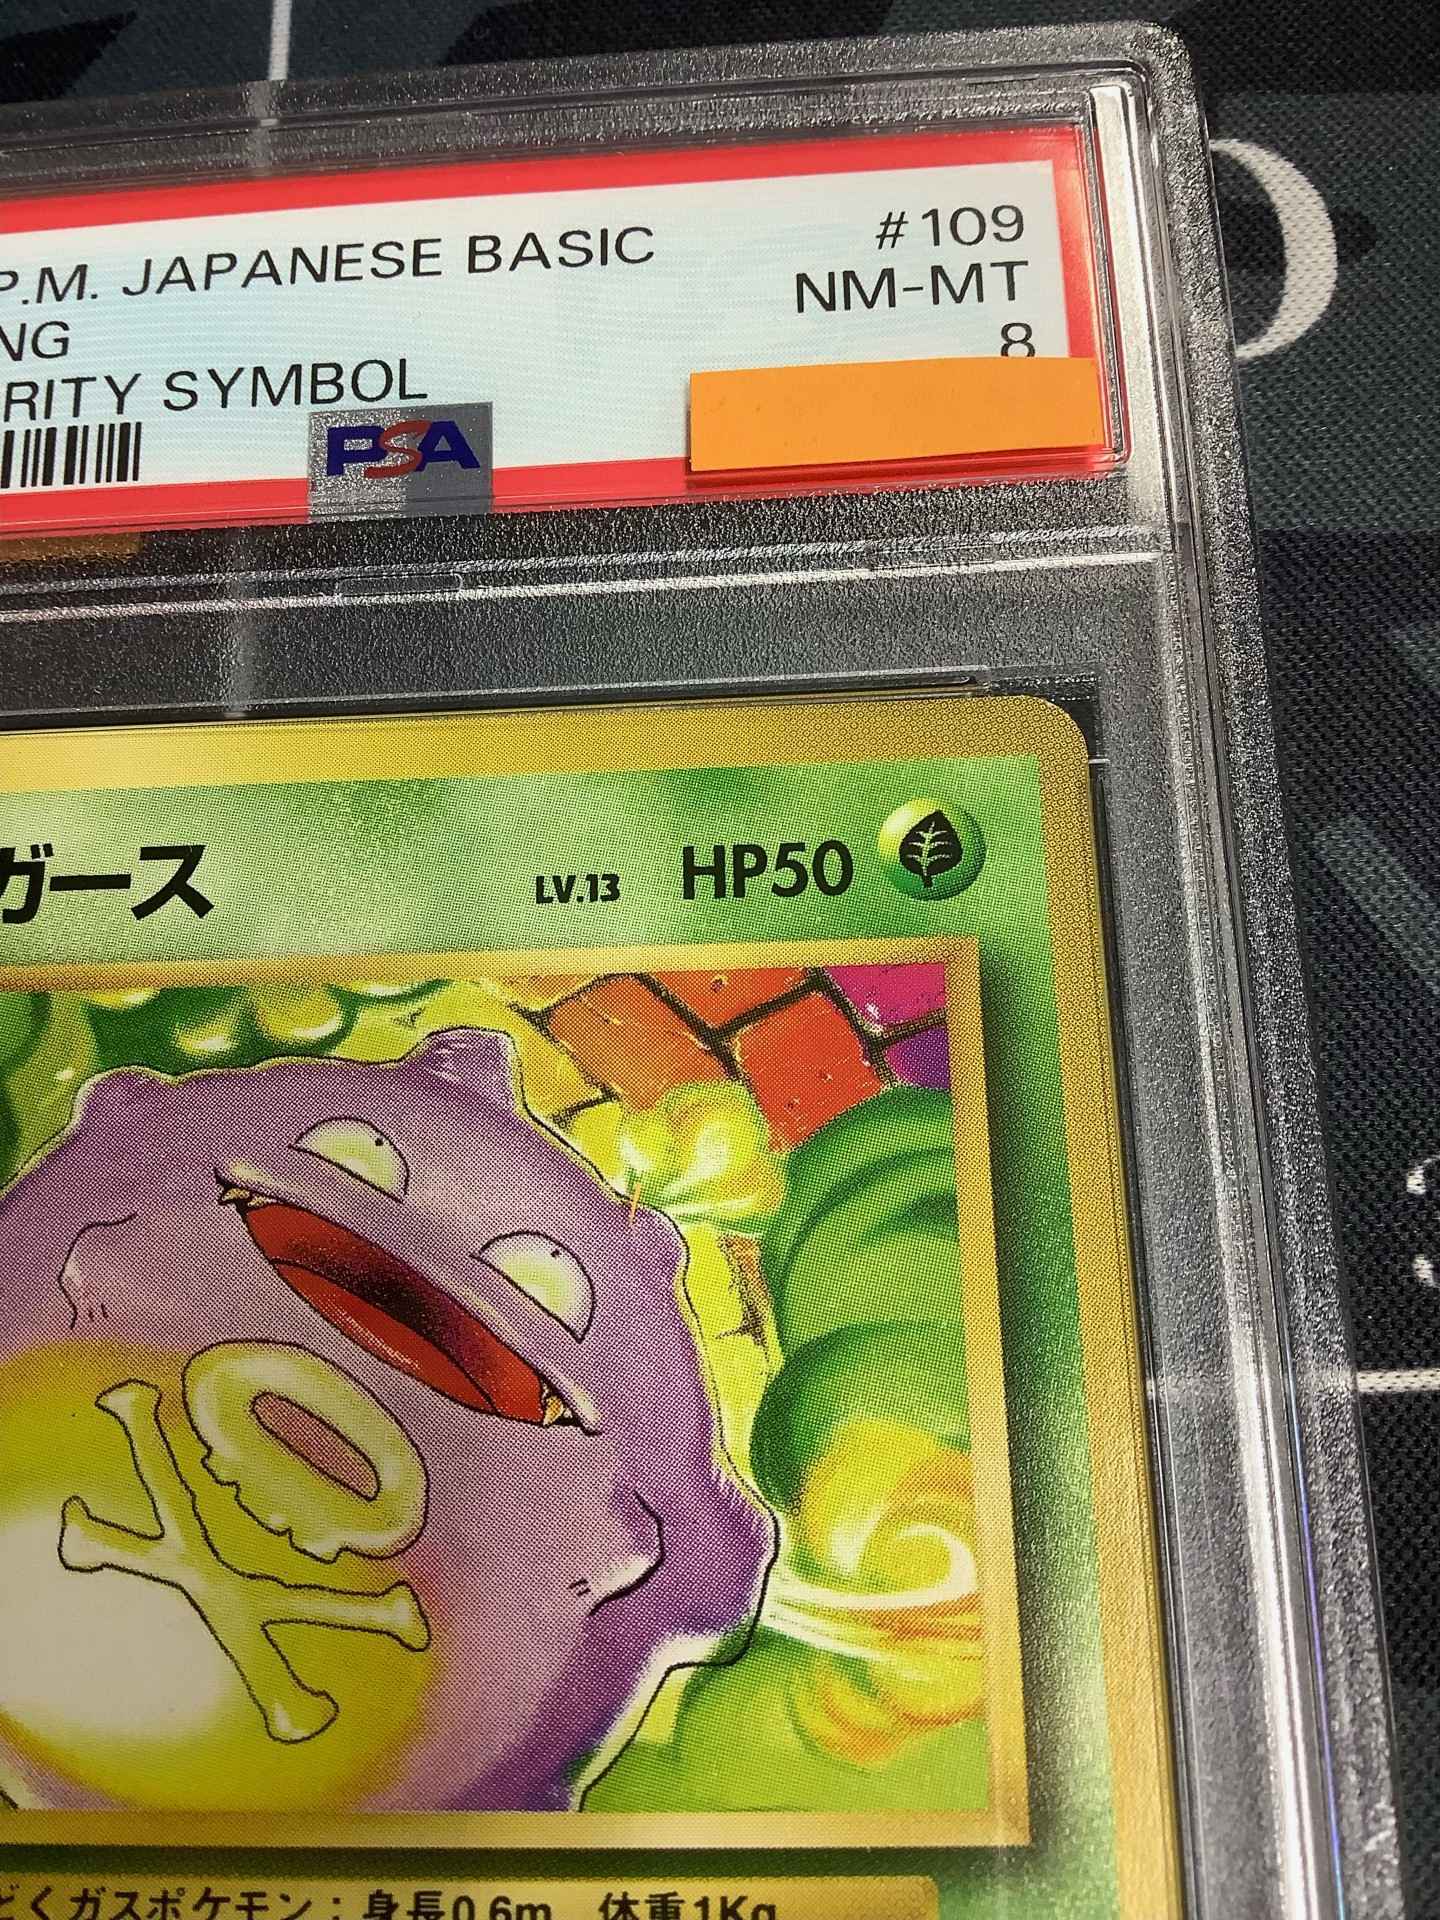 P.M. JAPANESE BASIC #109
NG NM-MT
RITY SYMBOL 8
PSA
ガース LV.13 HP50
どくガスポケモン：身長0.6m 体重1Kg